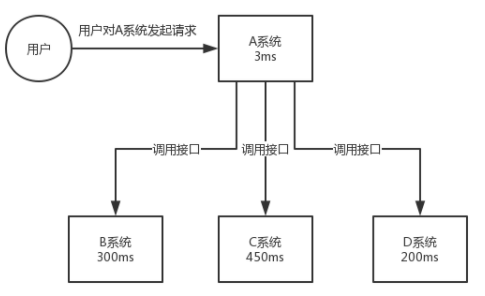 用户
用户对A系统发起请求
A系统
3ms
调用接口
调用接口
调用接口
B系统
300ms
C系统
450ms
D系统
200ms